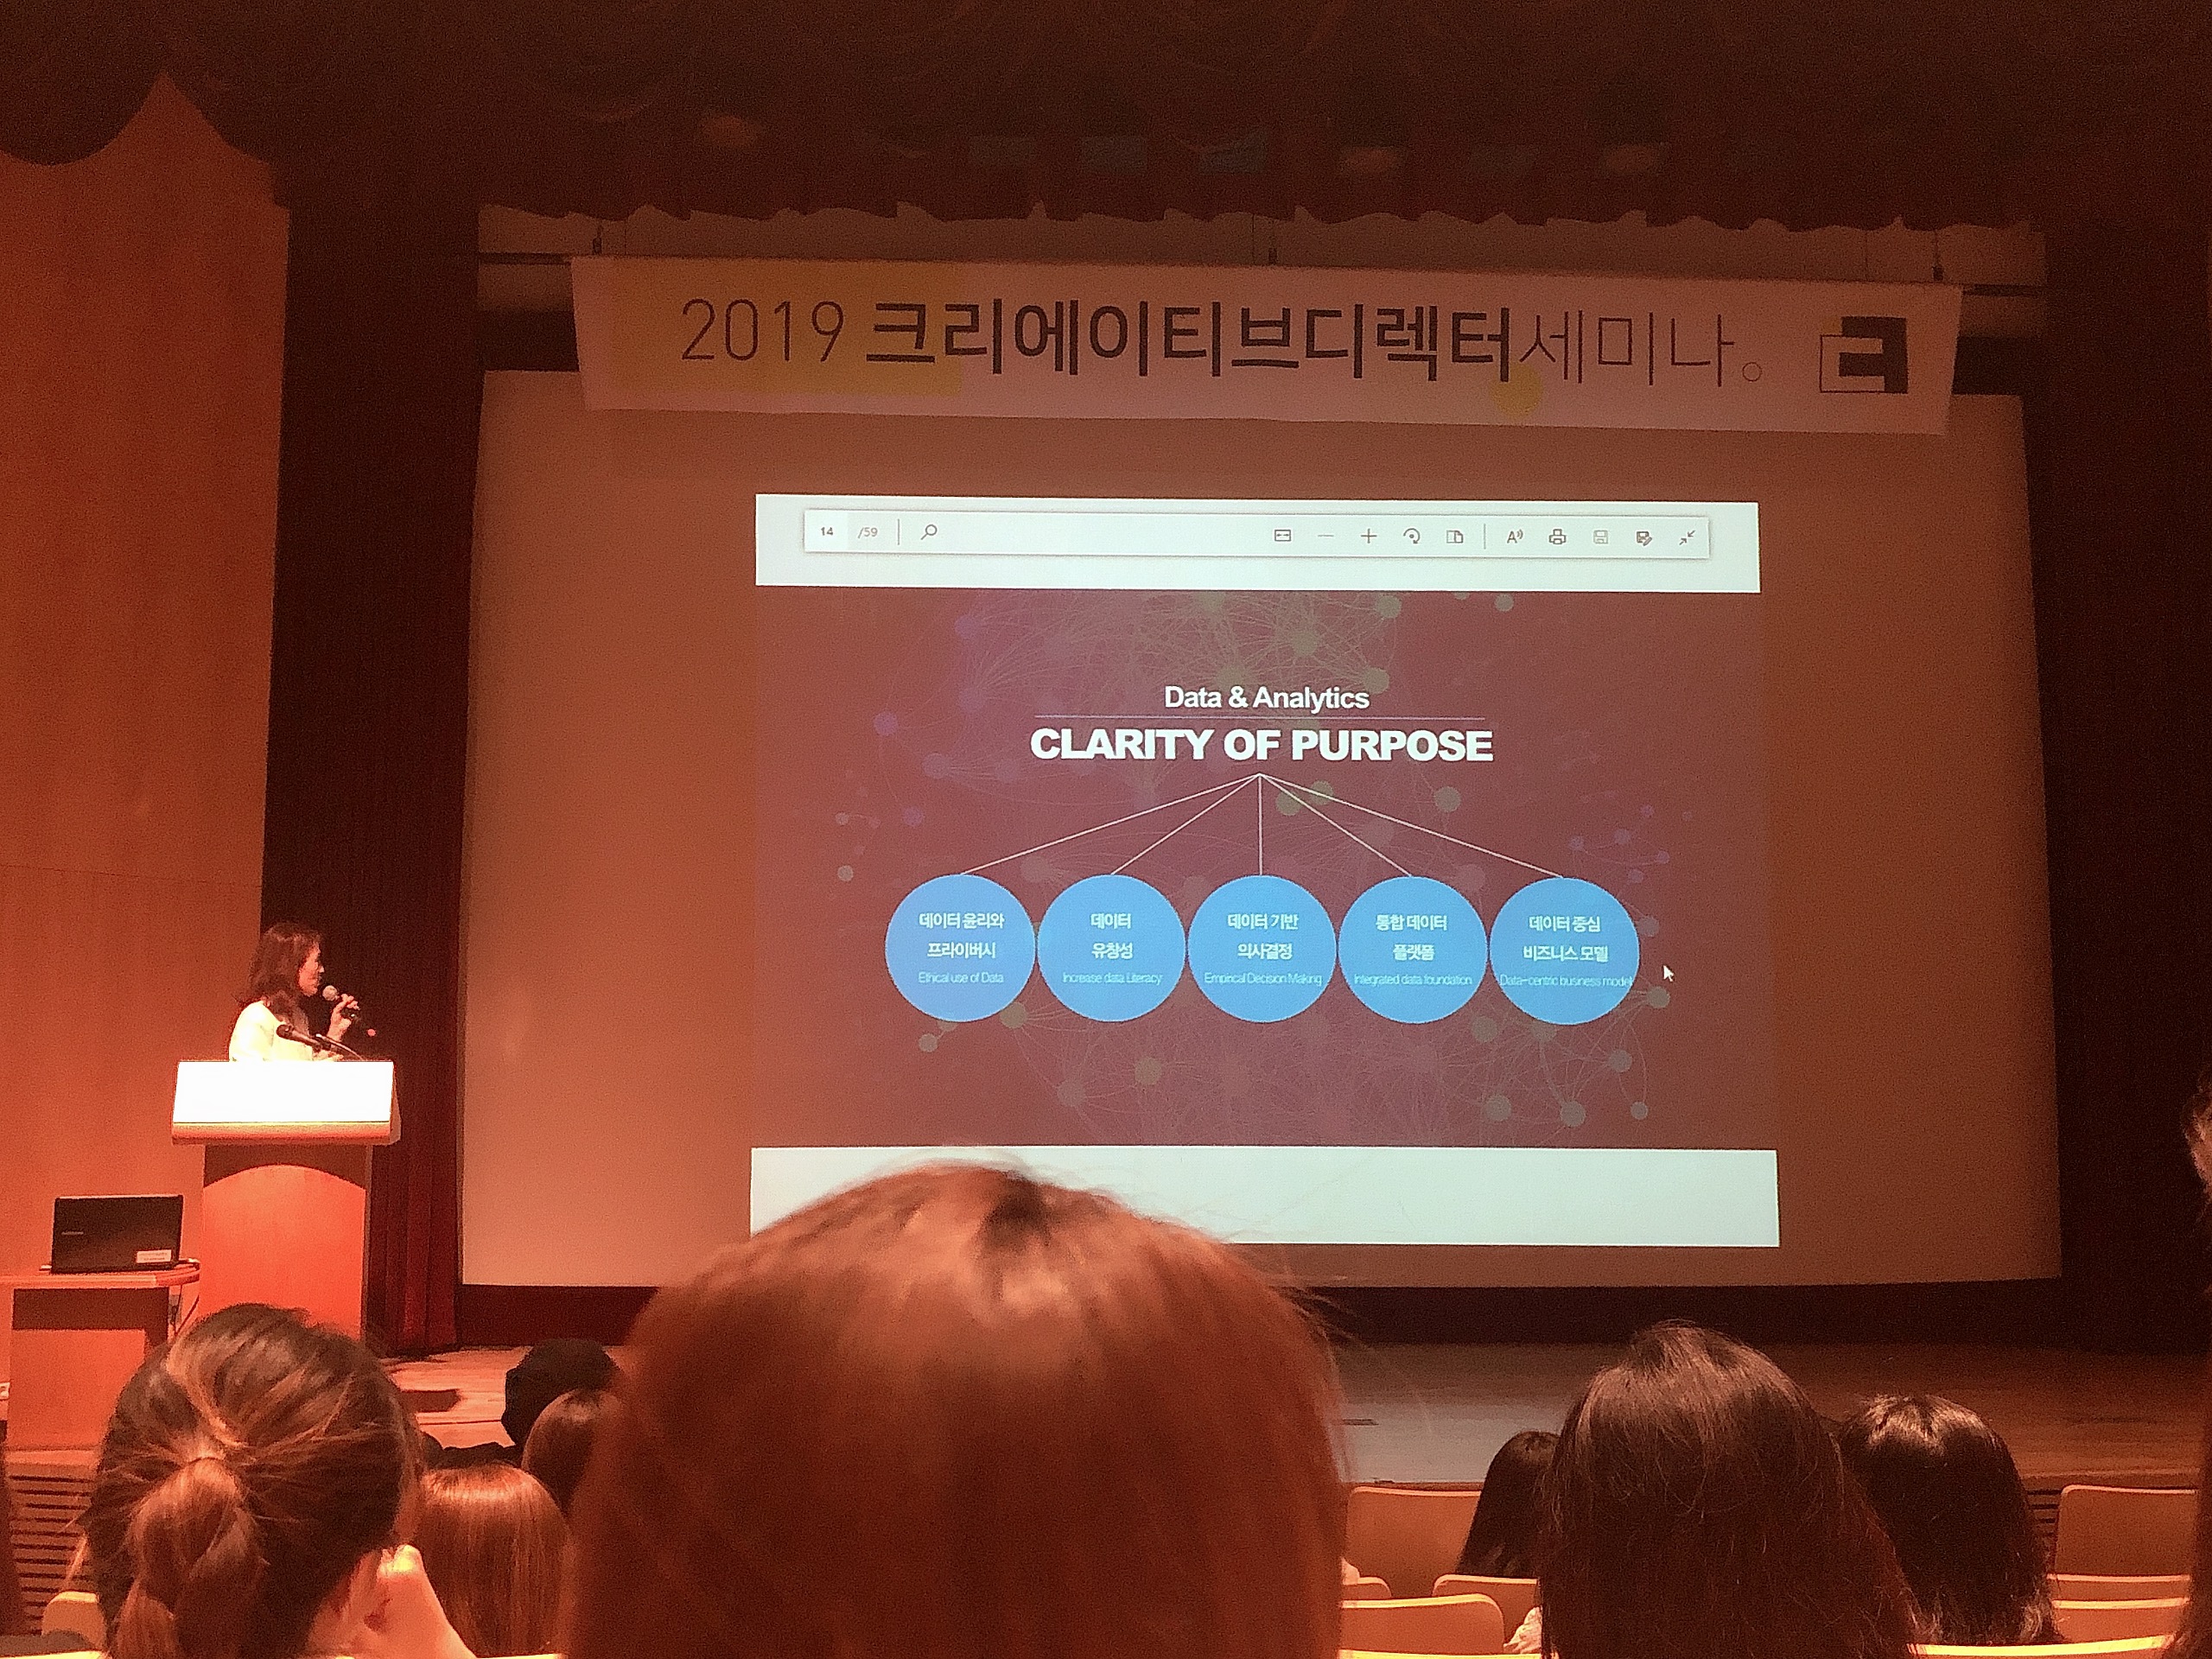 2019 크리에이티브디렉터세미나。
14 /59
Data & Analytics
CLARITY OF PURPOSE
데이터 윤리와
프라이버시
Ethical use of Data
데이터
유창성
Increase data Literacy
데이터 기반
의사결정
Empirical Decision Making
통합 데이터
플랫폼
Integrated data foundation
데이터 중심
비즈니스 모델
Data-centric business model